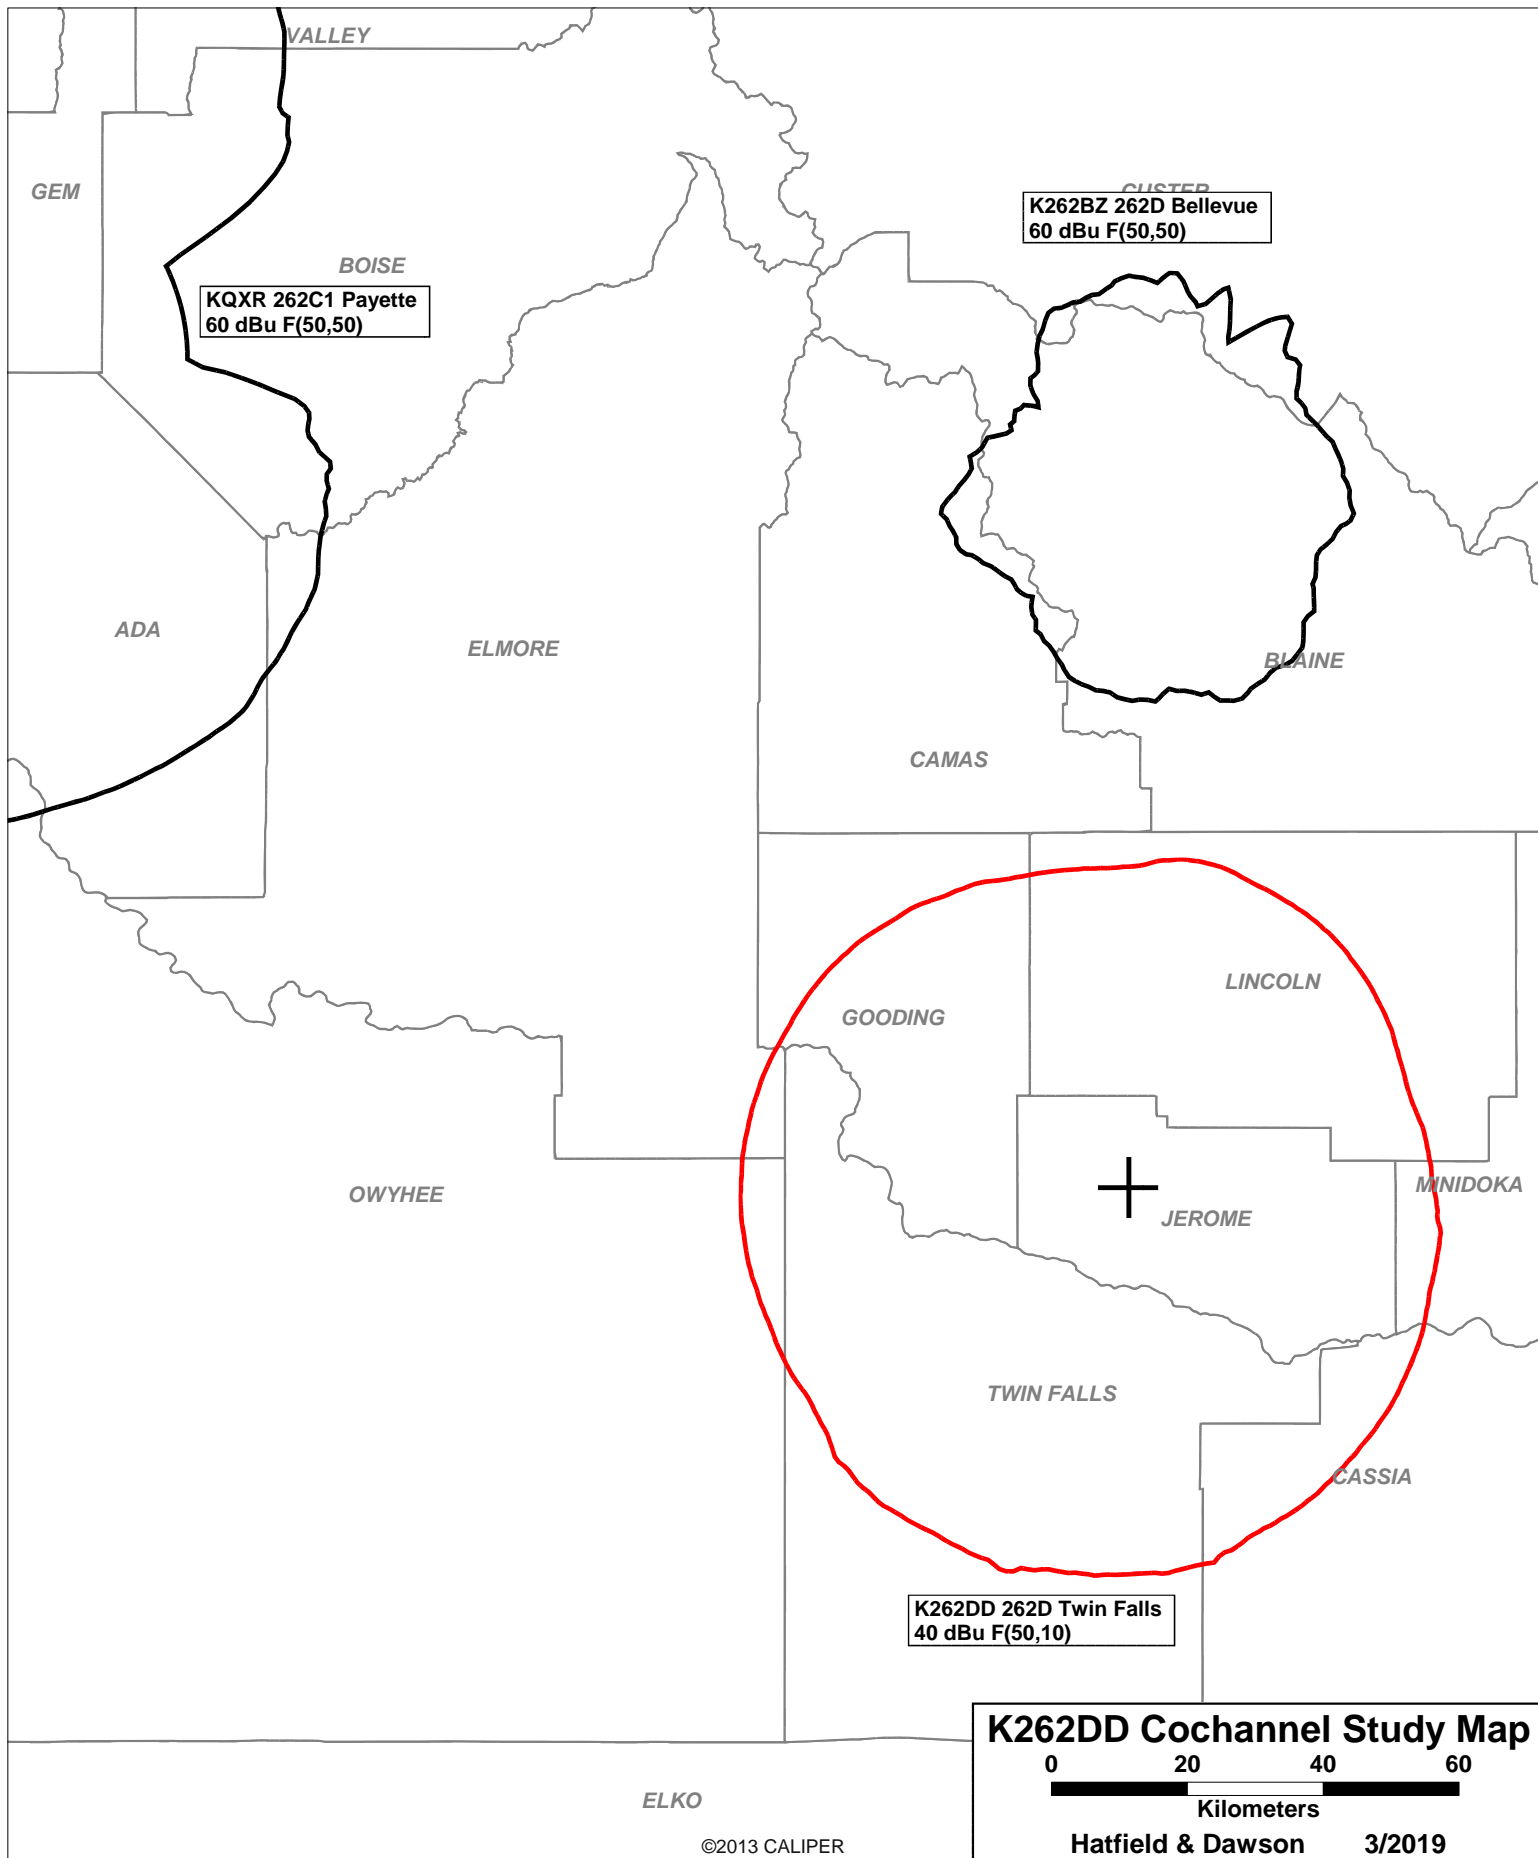 VALLEY
GEM
CUSTER
K262BZ 262D Bellevue
60 dBu F(50,50)
BOISE
KQXR 262C1 Payette
60 dBu F(50,50)
ADA
ELMORE
BLAINE
CAMAS
LINCOLN
GOODING
OWYHEE
MINIDOKA
JEROME
TWIN FALLS
CASSIA
K262DD 262D Twin Falls
40 dBu F(50,10)
K262DD Cochannel Study Map
0 20 40 60
Kilometers
Hatfield & Dawson 3/2019
ELKO
©2013 CALIPER